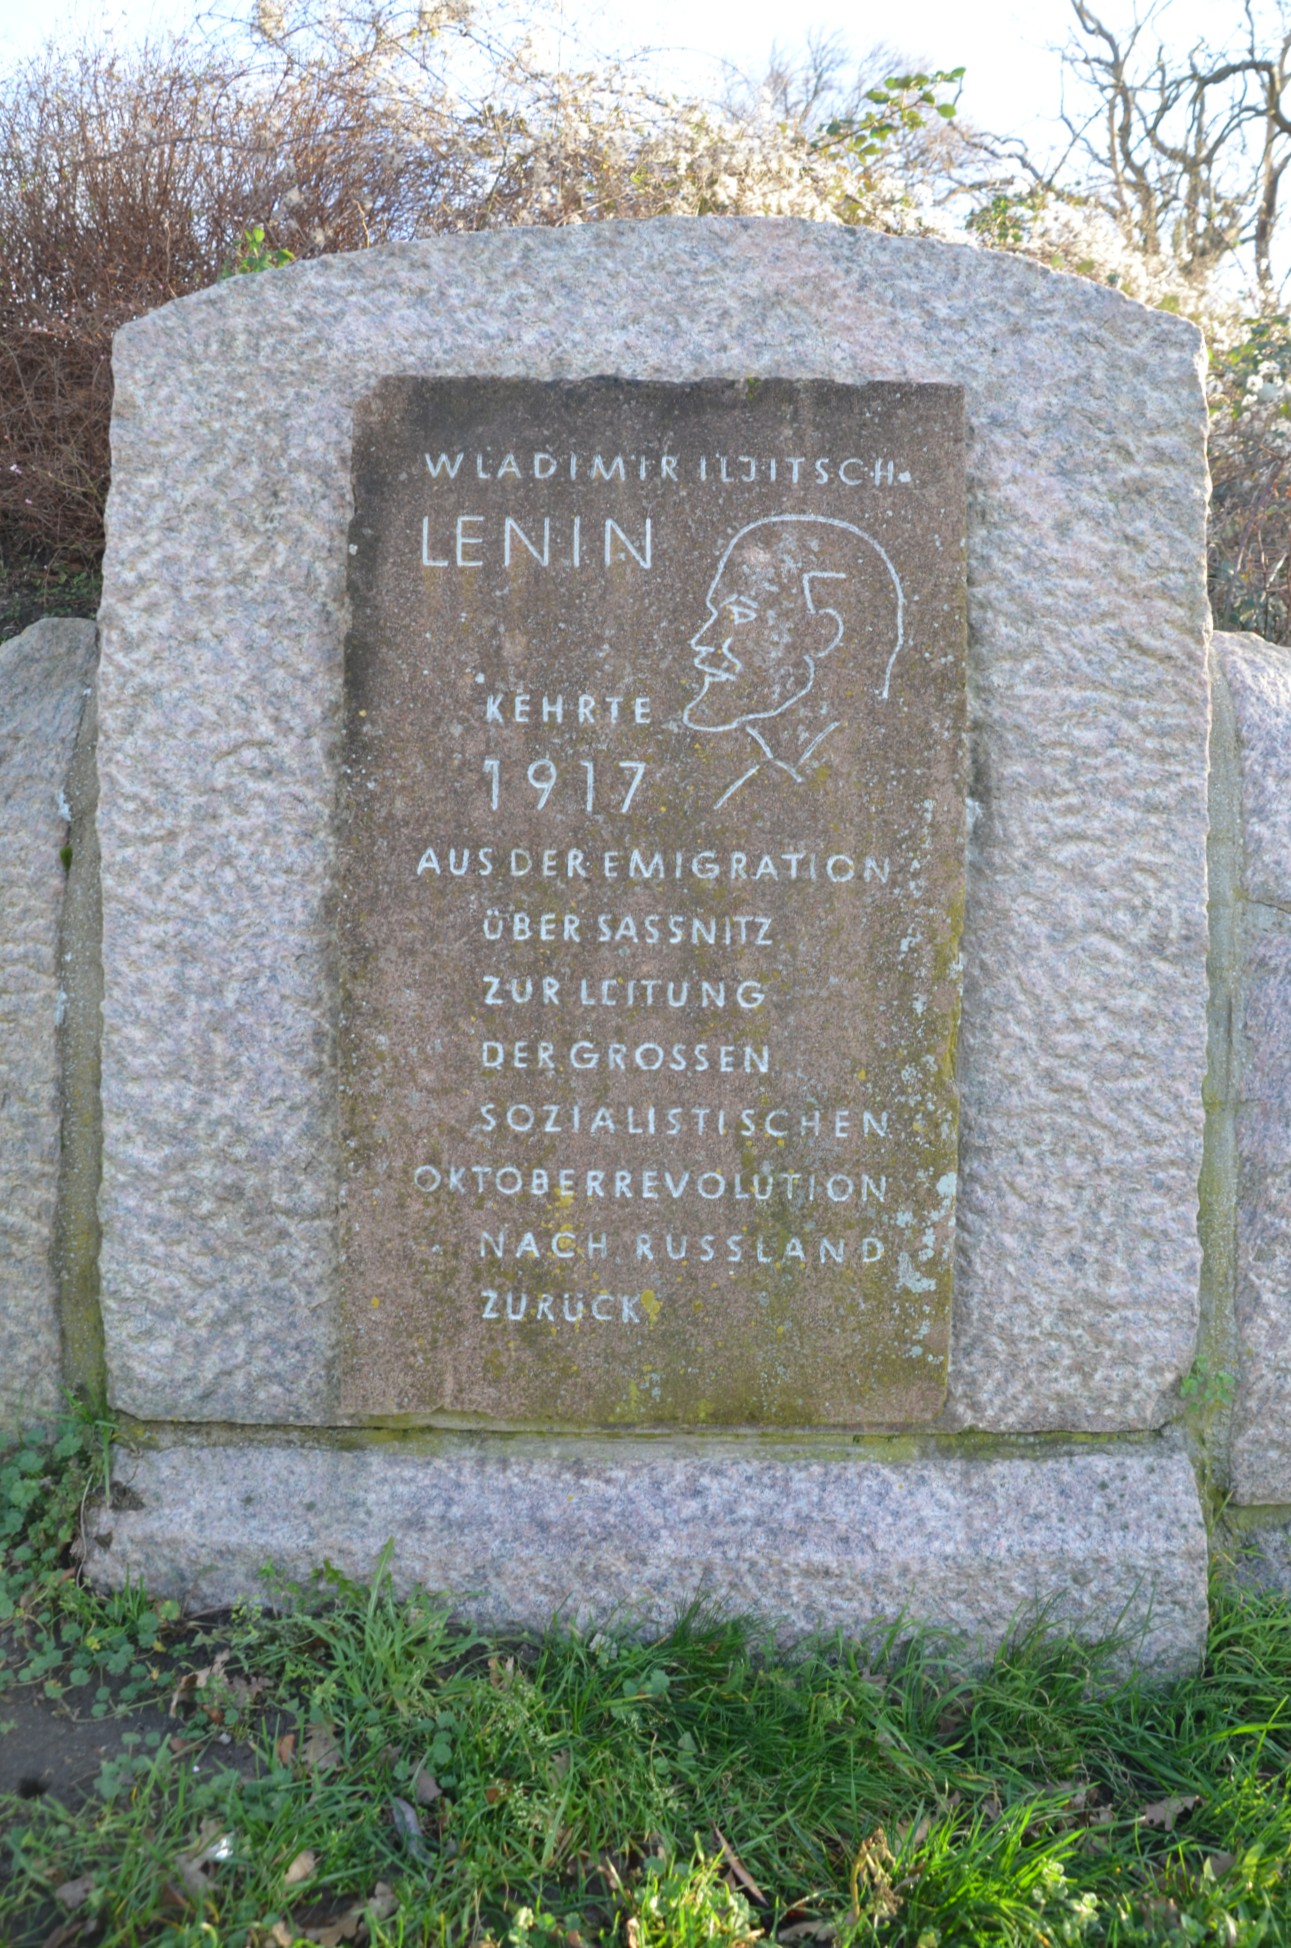 WLADIMIR ILJITSCH
LENIN
KEHRTE
1917
AUS DER EMIGRATION
ÜBER SASSNITZ
ZUR LEITUNG
DER GROSSEN
SOZIALISTISCHEN
OKTOBERREVOLUTION
NACH RUSSLAND
ZURÜCK